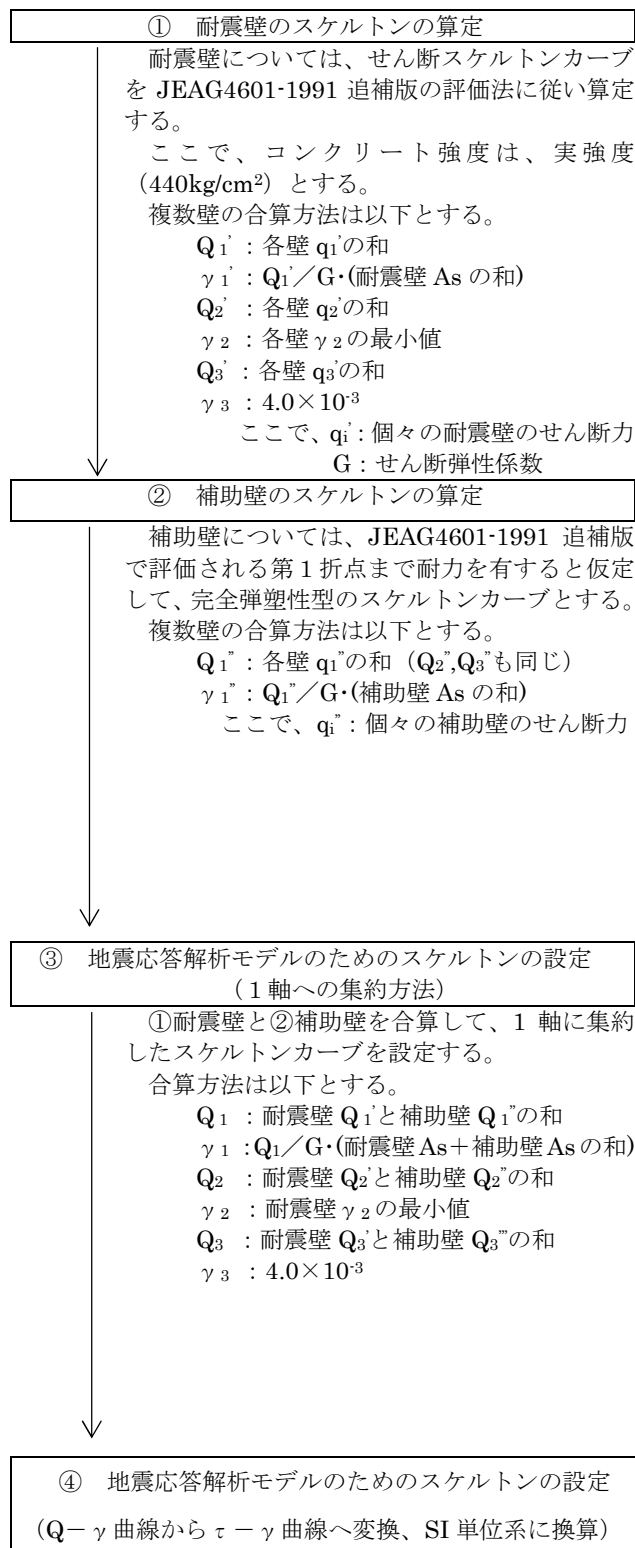 ① 耐震壁のスケルトンの算定
耐震壁については、せん断スケルトンカーブ
を JEAG4601-1991 追補版の評価法に従い算定
する。
ここで、コンクリート強度は、実強度
（440kg/cm²）とする。
複数壁の合算方法は以下とする。
Q₁’：各壁 q₁’の和
γ₁’：Q₁’／G・(耐震壁 As の和)
Q₂’：各壁 q₂’の和
γ₂：各壁γ₂の最小値
Q₃’：各壁 q₃’の和
γ₃：4.0×10⁻³
ここで、qᵢ’：個々の耐震壁のせん断力
G：せん断弾性係数
② 補助壁のスケルトンの算定
補助壁については、JEAG4601-1991 追補版
で評価される第１折点まで耐力を有すると仮定
して、完全弾塑性型のスケルトンカーブとする。
複数壁の合算方法は以下とする。
Q₁”：各壁 q₁”の和（Q₂”,Q₃”も同じ）
γ₁”：Q₁”／G・(補助壁 As の和)
ここで、qᵢ”：個々の補助壁のせん断力
③ 地震応答解析モデルのためのスケルトンの設定
（１軸への集約方法）
①耐震壁と②補助壁を合算して、1 軸に集約
したスケルトンカーブを設定する。
合算方法は以下とする。
Q₁：耐震壁 Q₁’と補助壁 Q₁”の和
γ₁：Q₁／G・(耐震壁 As＋補助壁 As の和)
Q₂：耐震壁 Q₂’と補助壁 Q₂”の和
γ₂：耐震壁γ₂の最小値
Q₃：耐震壁 Q₃’と補助壁 Q₃”の和
γ₃：4.0×10⁻³
④ 地震応答解析モデルのためのスケルトンの設定
（Q－γ曲線からτ－γ曲線へ変換、SI 単位系に換算）